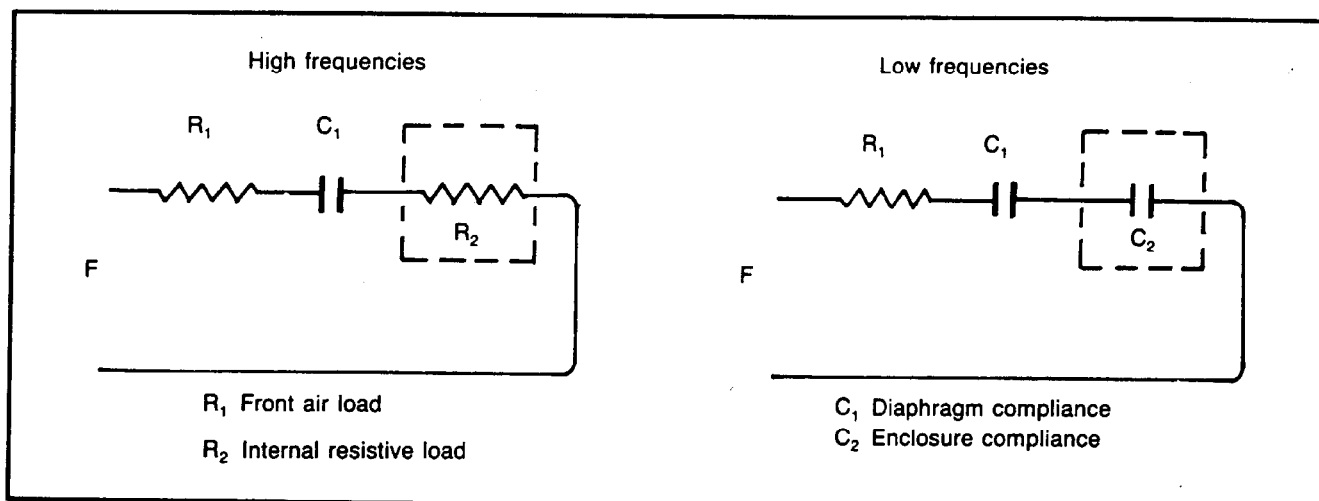 High frequencies
R₁ C₁
R₂
F
R₁ Front air load
R₂ Internal resistive load
Low frequencies
R₁ C₁
C₂
F
C₁ Diaphragm compliance
C₂ Enclosure compliance